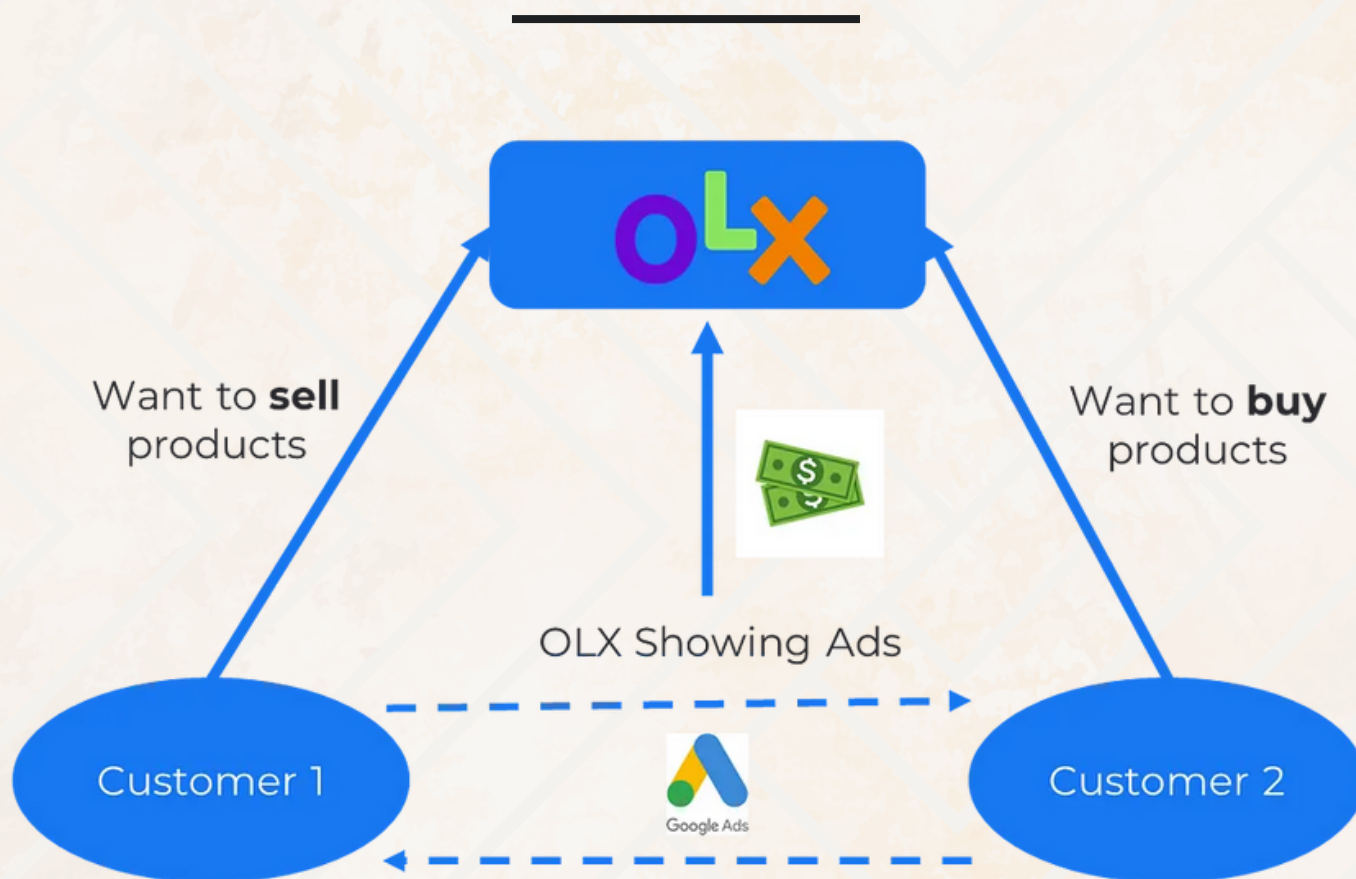 OLX
Want to sell
products
Want to buy
products
$
$
OLX Showing Ads
Customer 1
Google Ads
Customer 2